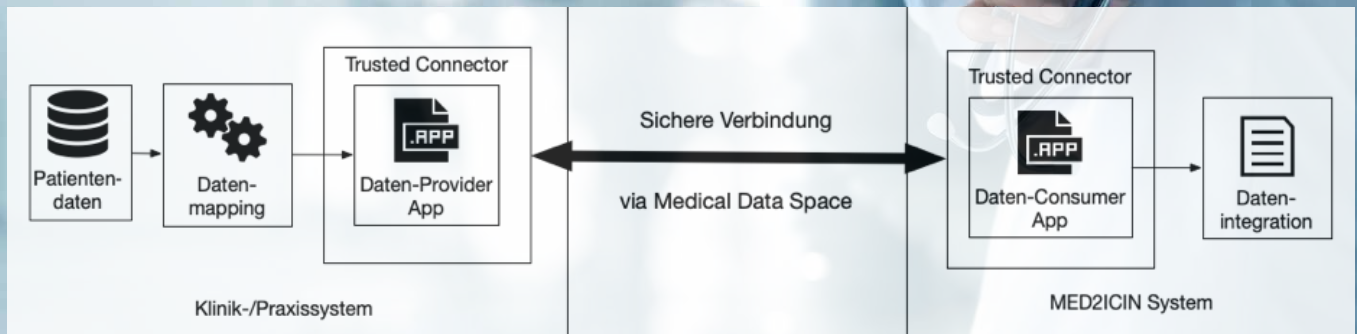 Patienten-
daten
Daten-
mapping
Trusted Connector
.APP
Daten-Provider
App
Klinik-/Praxissystem
Sichere Verbindung
via Medical Data Space
Trusted Connector
.APP
Daten-Consumer
App
Daten-
integration
MED2ICIN System